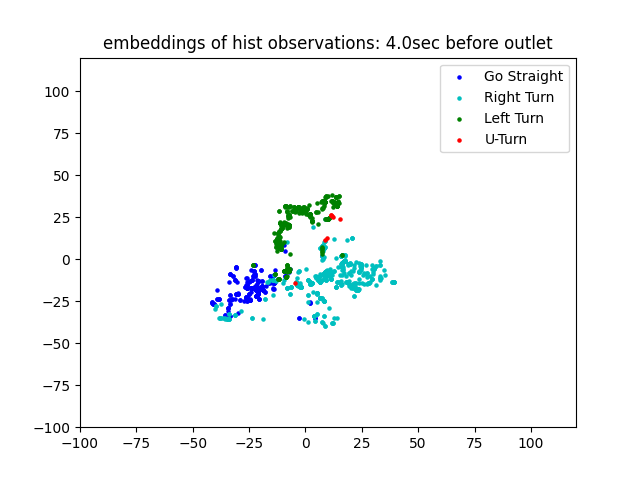 embeddings of hist observations: 4.0sec before outlet
Go Straight
Right Turn
Left Turn
U-Turn
100
75
50
25
0
−25
−50
−75
−100
−100 −75 −50 −25 0 25 50 75 100